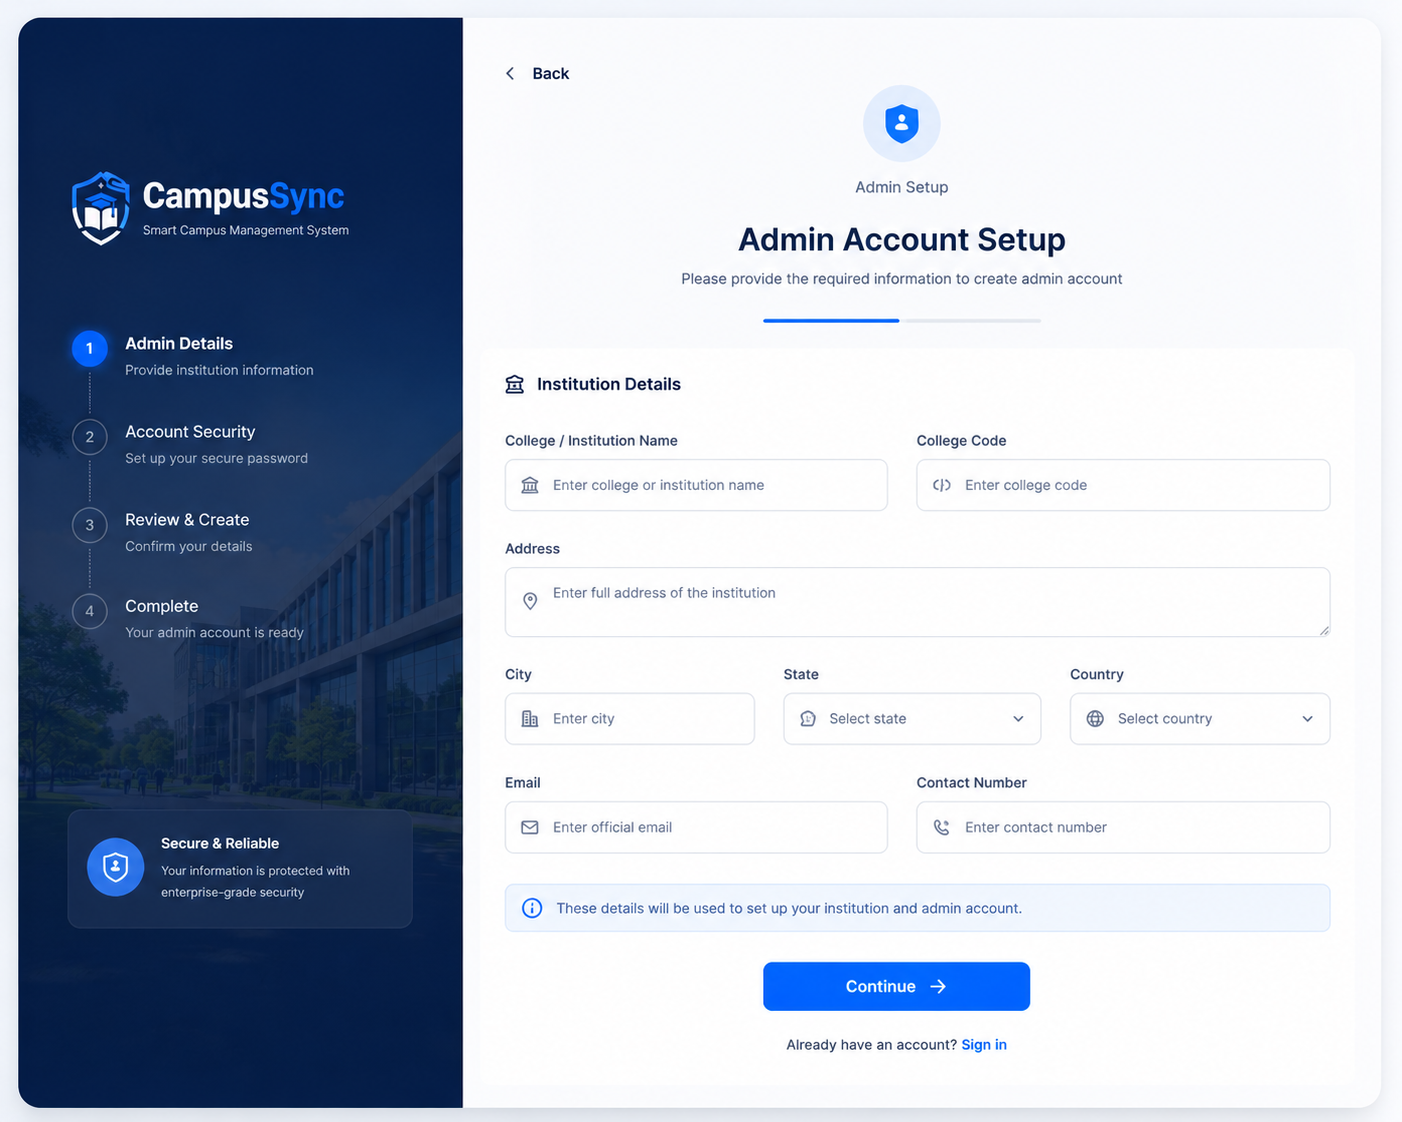 CampusSync
Smart Campus Management System
1
Admin Details
Provide institution information
2
Account Security
Set up your secure password
3
Review & Create
Confirm your details
4
Complete
Your admin account is ready
Secure & Reliable
Your information is protected with
enterprise-grade security
Back
Admin Setup
Admin Account Setup
Please provide the required information to create admin account
Institution Details
College / Institution Name
Enter college or institution name
College Code
Enter college code
Address
Enter full address of the institution
City
Enter city
State
Select state
Country
Select country
Email
Enter official email
Contact Number
Enter contact number
These details will be used to set up your institution and admin account.
Continue
Already have an account? Sign in